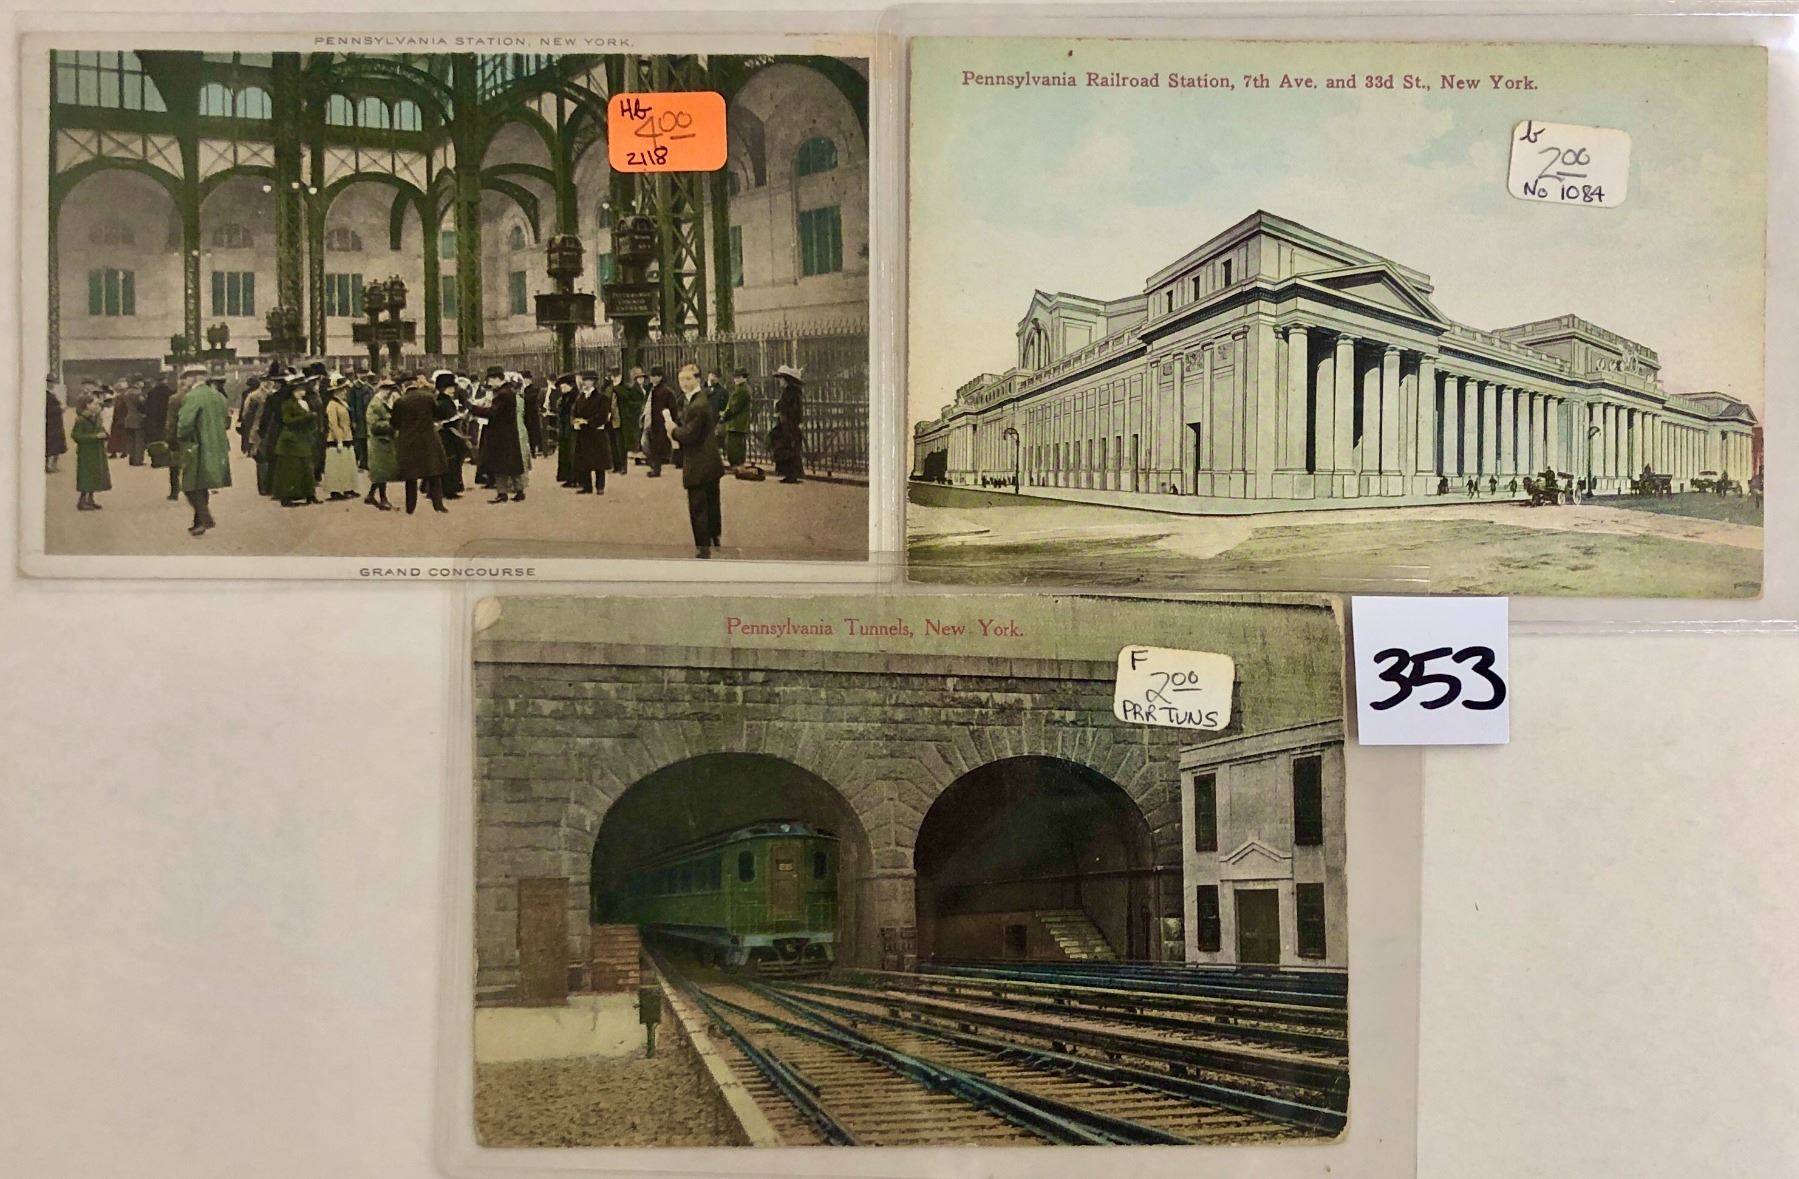 PENNSYLVANIA STATION, NEW YORK.
4.00
2118
GRAND CONCOURSE
Pennsylvania Railroad Station, 7th Ave. and 33d St., New York.
2.00
No 1084
Pennsylvania Tunnels, New York.
F
2.00
PRR TUNS
353